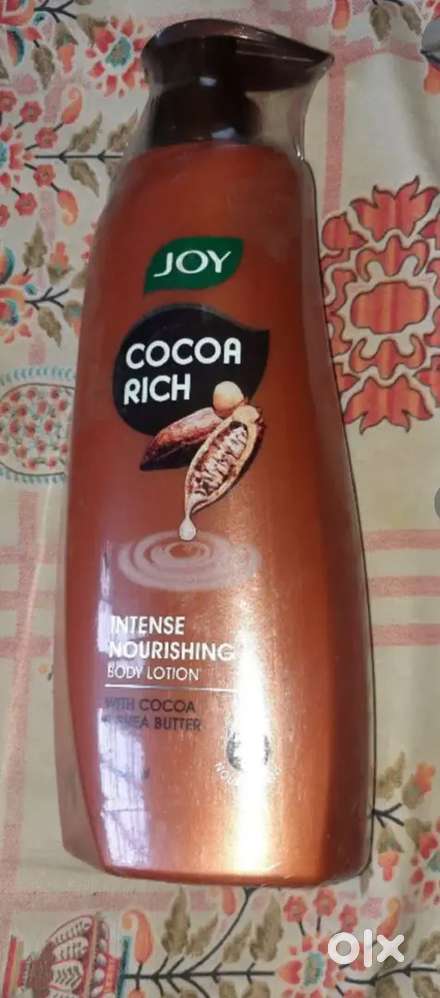 JOY
COCOA
RICH
INTENSE
NOURISHING
BODY LOTION
WITH COCOA
& SHEA BUTTER
olx